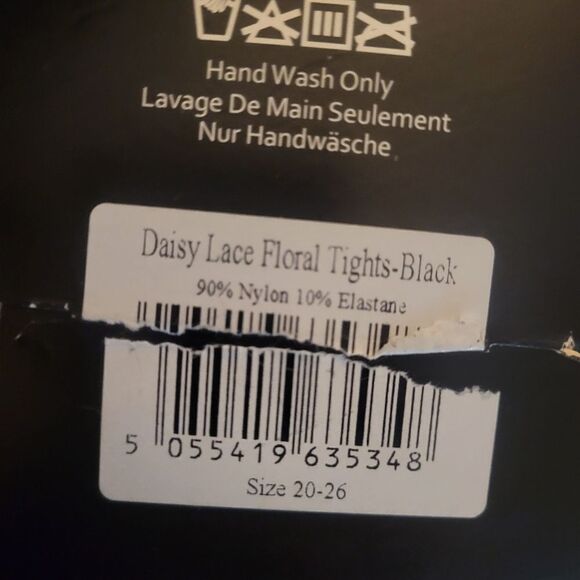 Hand Wash Only
Lavage De Main Seulement
Nur Handwäsche
Daisy Lace Floral Tights-Black
90% Nylon 10% Elastane
5 055419 635348
Size 20-26